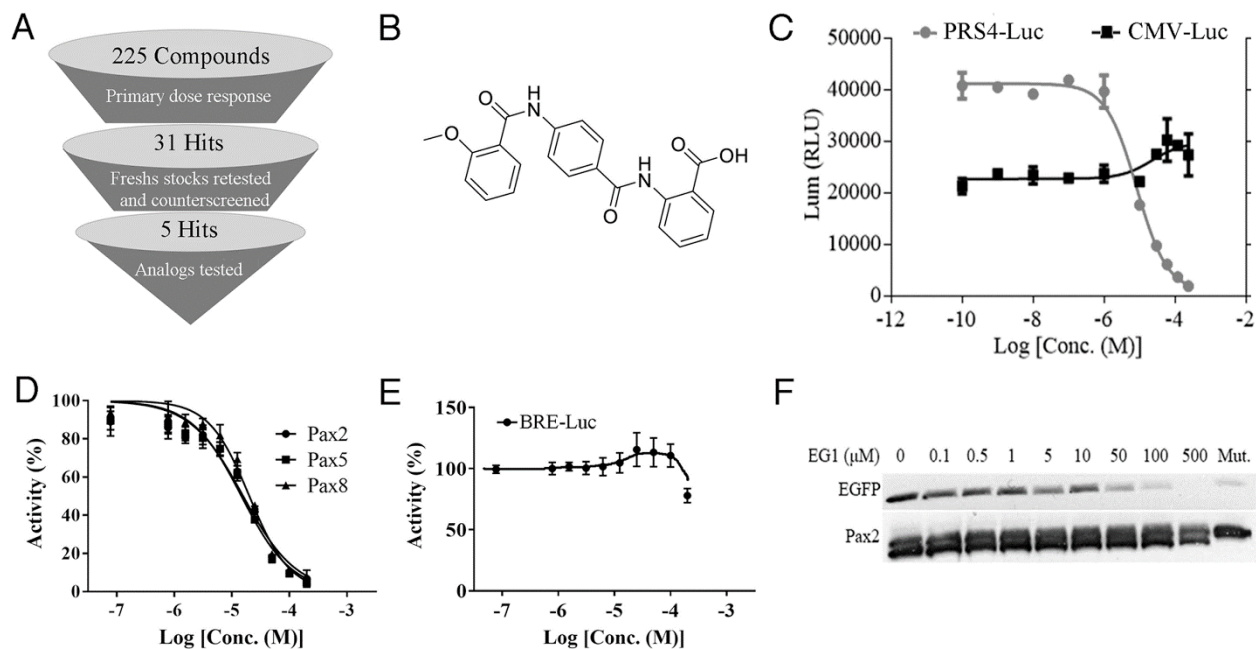 A
225 Compounds
Primary dose response
31 Hits
Freshs stocks retested
and counterscreened
5 Hits
Analogs tested
B
O
H
N
O
O
H
N
O
OH
C
PRS4-Luc
CMV-Luc
Lum (RLU)
50000
40000
30000
20000
10000
0
-12
-10
-8
-6
-4
-2
Log [Conc. (M)]
D
Activity (%)
100
80
60
40
20
0
Pax2
Pax5
Pax8
-7
-6
-5
-4
-3
Log [Conc. (M)]
E
Activity (%)
150
100
50
0
BRE-Luc
-7
-6
-5
-4
-3
Log [Conc. (M)]
F
EG1 (µM) 0 0.1 0.5 1 5 10 50 100 500 Mut.
EGFP
Pax2